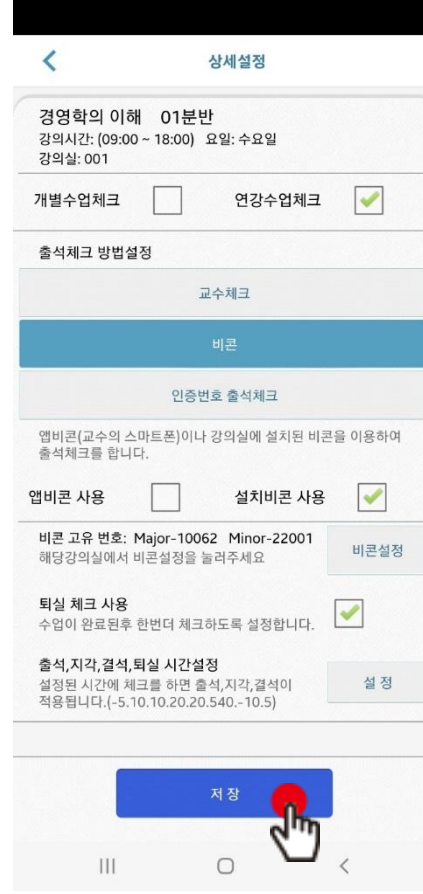 상세설정
경영학의 이해 01분반
강의시간: (09:00 ~ 18:00) 요일: 수요일
강의실: 001
개별수업체크 연강수업체크
출석체크 방법설정
교수체크
비콘
인증번호 출석체크
앱비콘(교수의 스마트폰)이나 강의실에 설치된 비콘을 이용하여
출석체크를 합니다.
앱비콘 사용 설치비콘 사용
비콘 고유 번호: Major-10062 Minor-22001
해당강의실에서 비콘설정을 눌러주세요
비콘설정
퇴실 체크 사용
수업이 완료된후 한번더 체크하도록 설정합니다.
출석,지각,결석,퇴실 시간설정
설정된 시간에 체크를 하면 출석,지각,결석이
적용됩니다.(-5.10.10.20.20.540.-10.5)
설 정
저 장